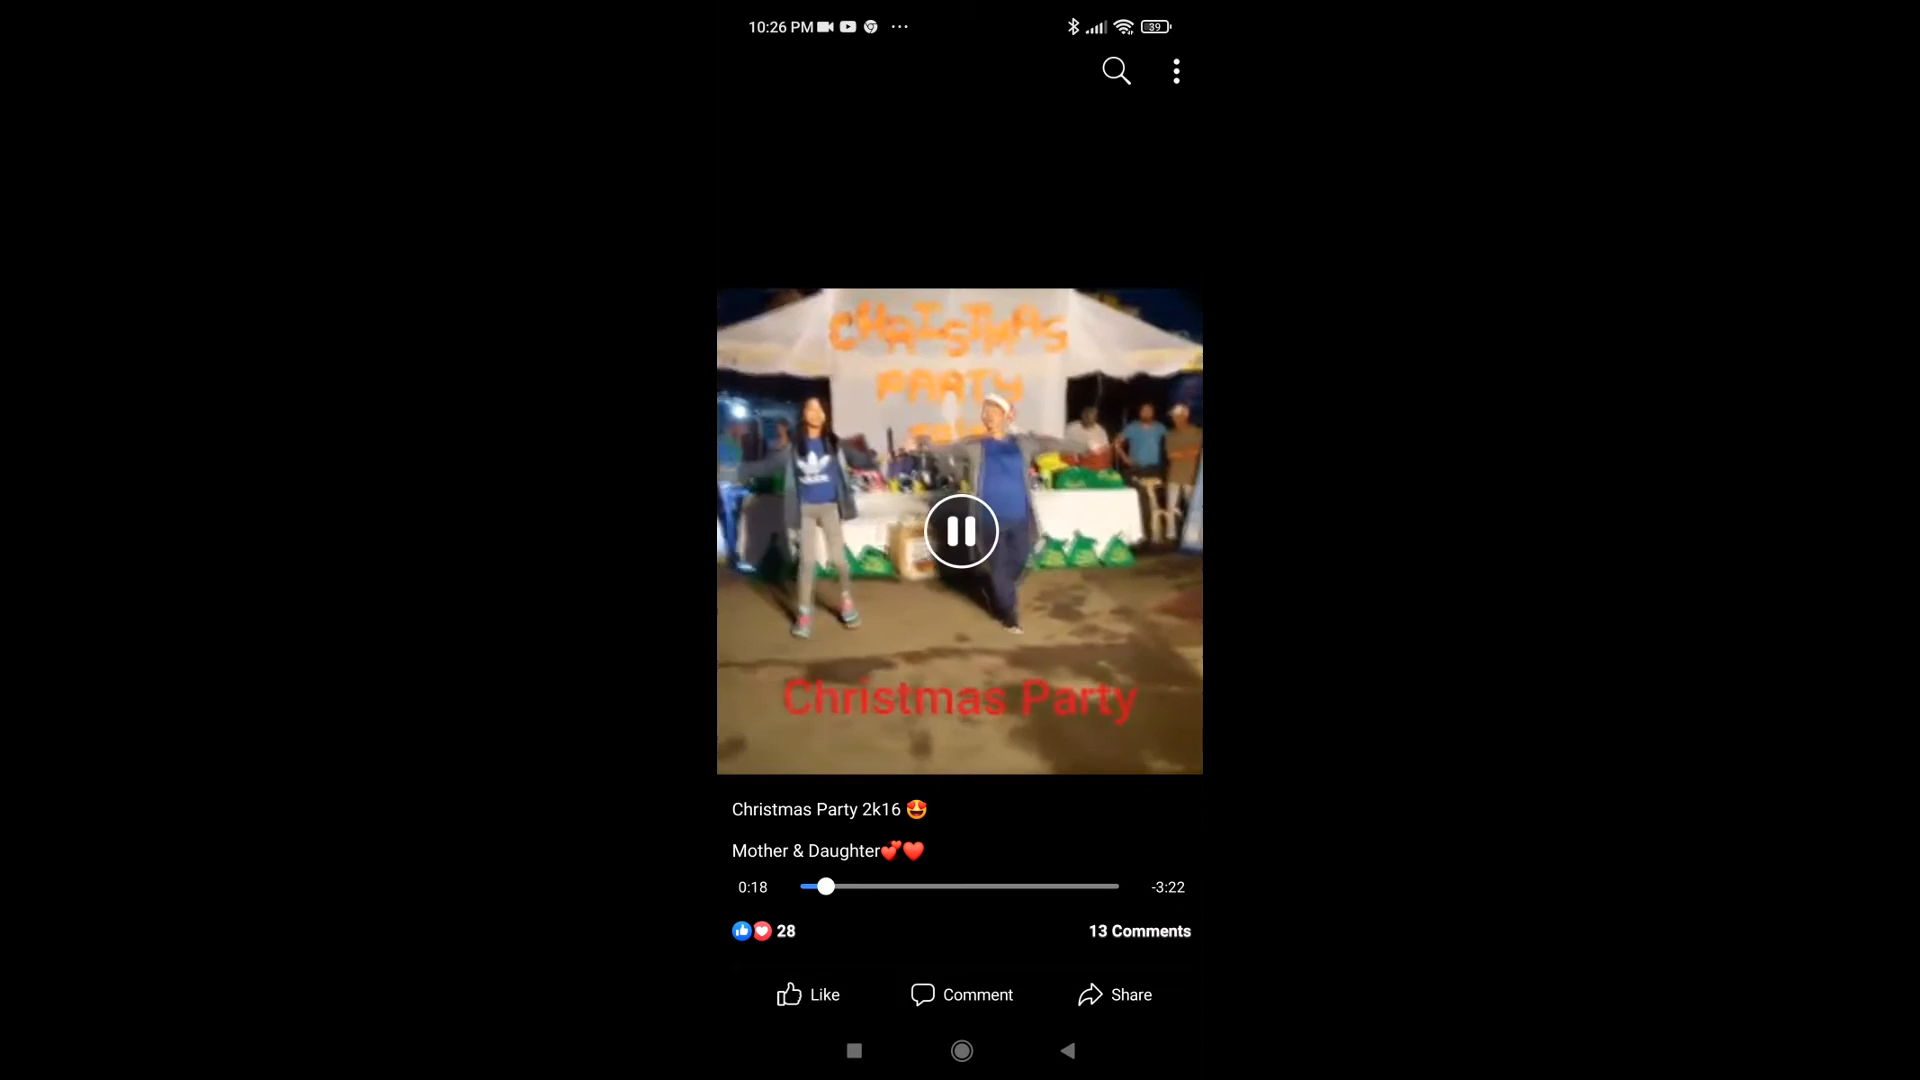 10:26 PM
39
CHRISTMAS
PARTY
Christmas Party
Christmas Party 2k16 🤩
Mother & Daughter💕❤️
0:18
-3:22
28
13 Comments
Like
Comment
Share